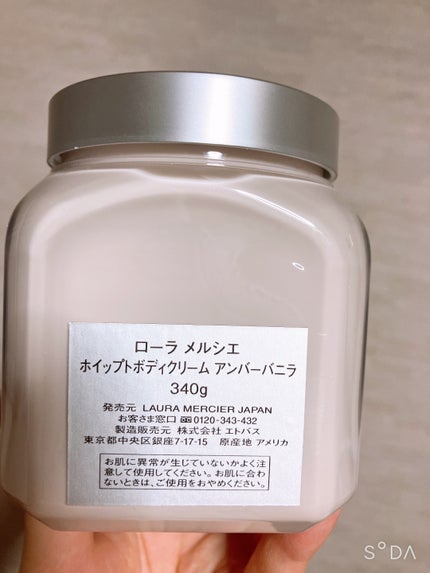 ローラ メルシエ
ホイップトボディクリーム アンバーバニラ
340g
発売元 LAURA MERCIER JAPAN
お客さま窓口 0120-343-432
製造販売元 株式会社 エトバス
東京都中央区銀座7-17-15 原産地 アメリカ
お肌に異常が生じていないかよく注
意して使用してください。お肌に合わ
ないときは、ご使用をおやめください。
SODA